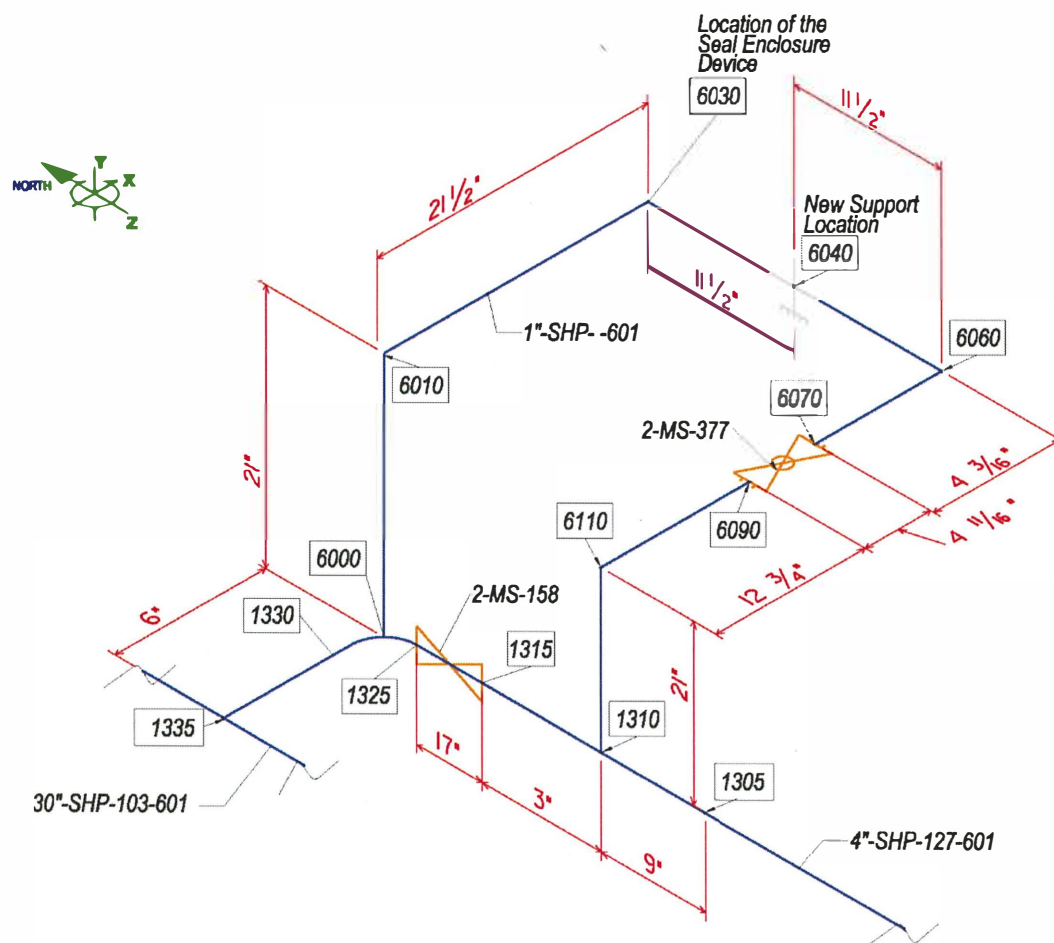 Location of the
Seal Enclosure
Device
6030
11 1/2"
NORTH
Y
X
Z
21 1/2"
New Support
Location
6040
11 1/2"
1"-SHP- -601
6060
6010
6070
2-MS-377
21"
4 3/16"
4 11/16"
6090
6110
12 3/4"
6000
2-MS-158
6"
1330
1315
21"
1325
1335
1310
17"
1305
3"
30"-SHP-103-601
9"
4"-SHP-127-601